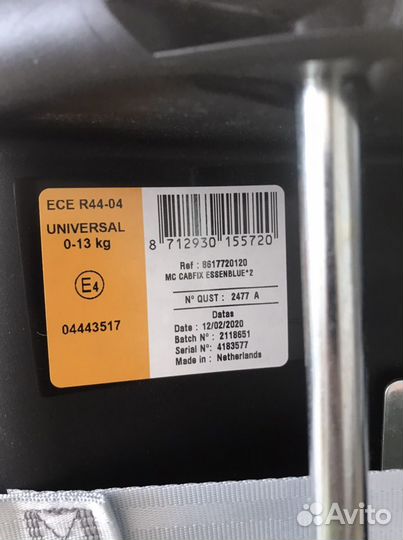 ECE R44-04
UNIVERSAL
0-13 kg
E4
04443517
8 712930 155720
Ref : 8617720120
MC CABFIX ESSENBLUE^2
N° QUST : 2477 A
Datas
Date : 12/02/2020
Batch N° : 2118651
Serial N° : 4183577
Made in : Netherlands
Avito